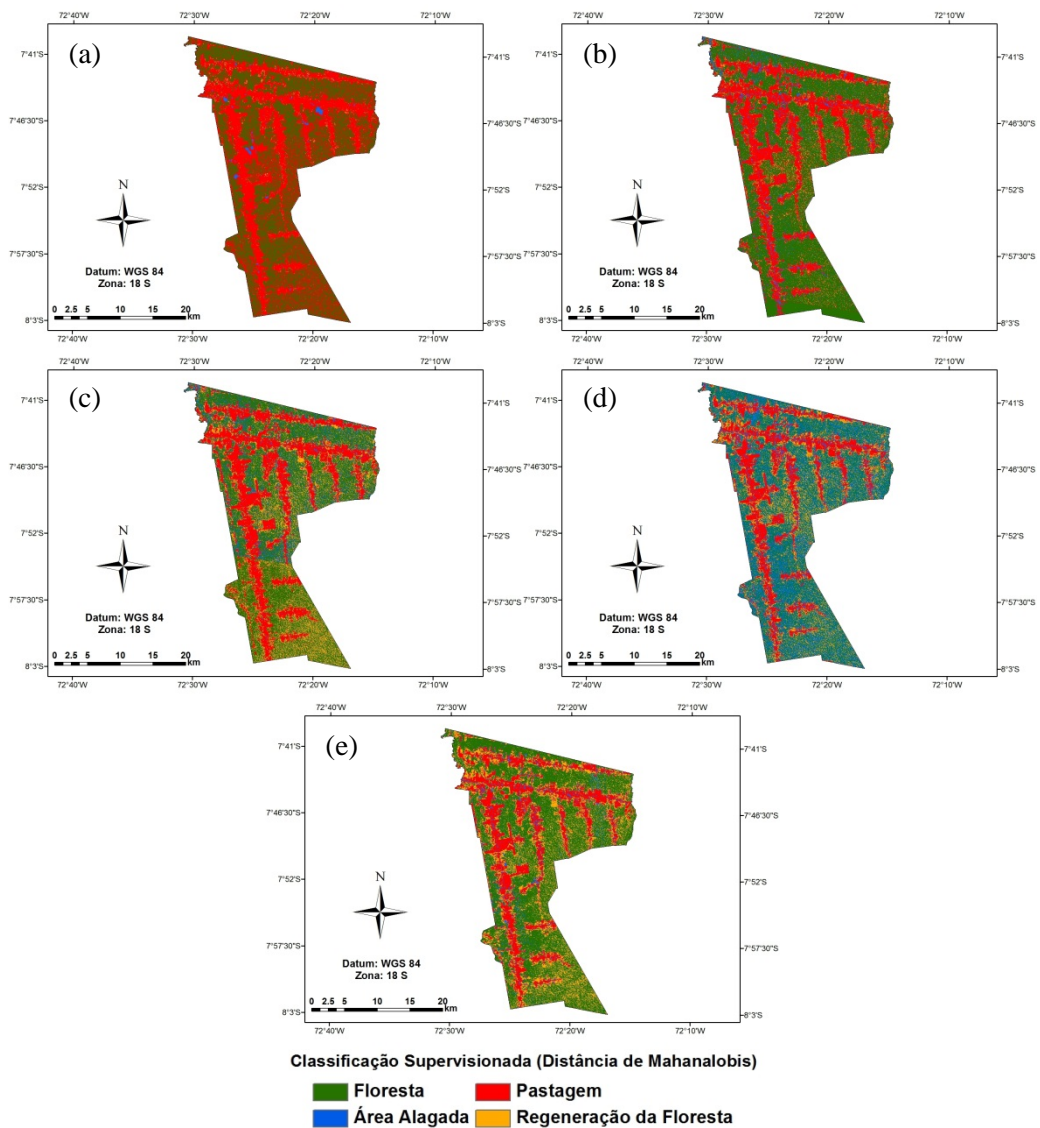 72°40'W 72°30'W 72°20'W 72°10'W
(a)
7°41'S 7°41'S
7°46'30"S 7°46'30"S
N
7°52'S 7°52'S
7°57'30"S 7°57'30"S
Datum: WGS 84
Zona: 18 S
0 2.5 5 10 15 20
km
8°3'S 8°3'S
72°40'W 72°30'W 72°20'W 72°10'W
72°40'W 72°30'W 72°20'W 72°10'W
(b)
7°41'S 7°41'S
7°46'30"S 7°46'30"S
N
7°52'S 7°52'S
7°57'30"S 7°57'30"S
Datum: WGS 84
Zona: 18 S
0 2.5 5 10 15 20
km
8°3'S 8°3'S
72°40'W 72°30'W 72°20'W 72°10'W
72°40'W 72°30'W 72°20'W 72°10'W
(c)
7°41'S 7°41'S
7°46'30"S 7°46'30"S
N
7°52'S 7°52'S
7°57'30"S 7°57'30"S
Datum: WGS 84
Zona: 18 S
0 2.5 5 10 15 20
km
8°3'S 8°3'S
72°40'W 72°30'W 72°20'W 72°10'W
72°40'W 72°30'W 72°20'W 72°10'W
(d)
7°41'S 7°41'S
7°46'30"S 7°46'30"S
N
7°52'S 7°52'S
7°57'30"S 7°57'30"S
Datum: WGS 84
Zona: 18 S
0 2.5 5 10 15 20
km
8°3'S 8°3'S
72°40'W 72°30'W 72°20'W 72°10'W
72°40'W 72°30'W 72°20'W 72°10'W
(e)
7°41'S 7°41'S
7°46'30"S 7°46'30"S
N
7°52'S 7°52'S
7°57'30"S 7°57'30"S
Datum: WGS 84
Zona: 18 S
0 2.5 5 10 15 20
km
8°3'S 8°3'S
72°40'W 72°30'W 72°20'W 72°10'W
Classificação Supervisionada (Distância de Mahanalobis)
Floresta Pastagem
Área Alagada Regeneração da Floresta